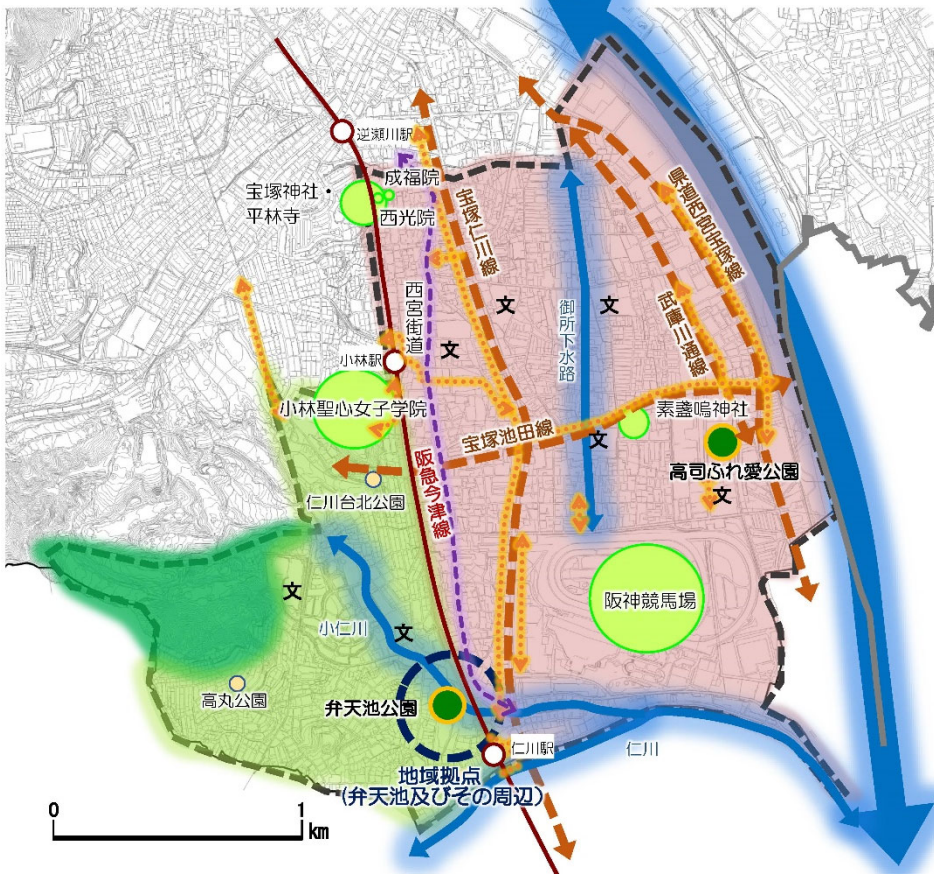 逆瀬川駅
成福院
宝塚神社・
平林寺
西光院
宝塚仁川線
県道西宮宝塚線
西宮街道
文
文
文
御所下水路
武庫川通線
小林駅
小林聖心女子学院
素盞嗚神社
宝塚池田線
文
高司ふれ愛公園
阪急今津線
仁川台北公園
文
文
阪神競馬場
小仁川
文
高丸公園
弁天池公園
仁川駅
仁川
地域拠点
(弁天池及びその周辺)
0
1
km